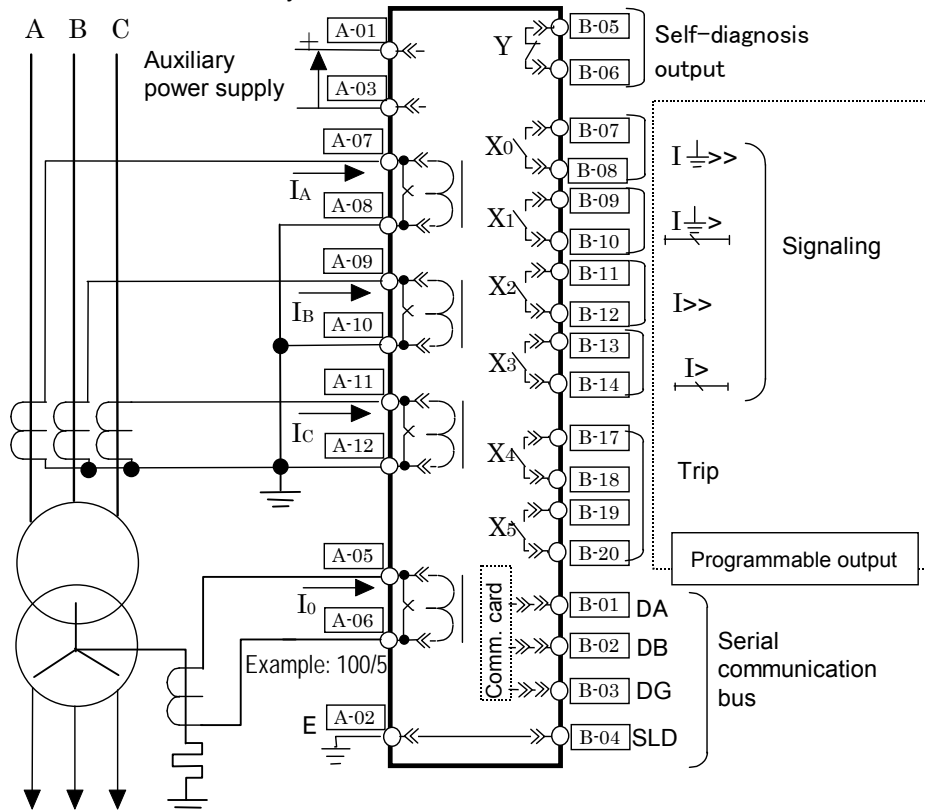 A B C
Auxiliary
power supply
+
A-01
A-03
A-07
IA
A-08
A-09
IB
A-10
A-11
IC
A-12
A-05
I0
A-06
Example: 100/5
E
A-02
Y
B-05
B-06
Self-diagnosis
output
X0
B-07
B-08
I>>
X1
B-09
B-10
I>
X2
B-11
B-12
I>>
X3
B-13
B-14
I>
Signaling
X4
B-17
B-18
X5
B-19
B-20
Trip
Programmable output
Comm. card
B-01 DA
B-02 DB
B-03 DG
B-04 SLD
Serial
communication
bus